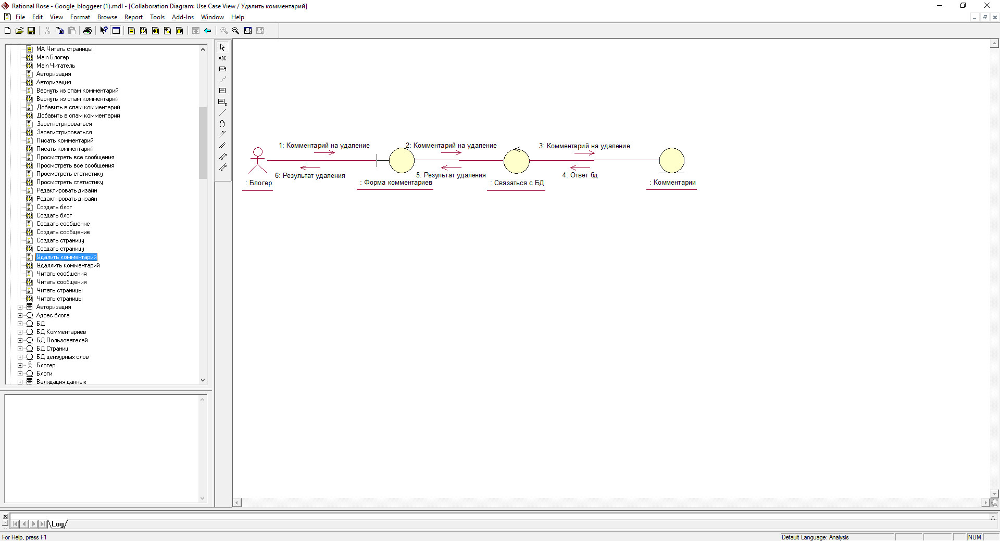 Rational Rose - Google_bloggeer (1).mdl - [Collaboration Diagram: Use Case View / Удалить комментарий]
File Edit View Format Browse Report Tools Add-Ins Window Help
МА Читать страницы
Main Блогер
Main Читатель
Авторизация
Авторизация
Вернуть из спам комментарий
Вернуть из спам комментарий
Добавить в спам комментарий
Добавить в спам комментарий
Зарегистрироваться
Зарегистрироваться
Писать комментарий
Писать комментарий
Просмотреть все сообщения
Просмотреть все ссобщения
Просмотреть статистику
Просмотреть статистику
Редактировать дизайн
Редактировать дизайн
Создать блог
Создать блог
Создать сообщение
Создать сообщение
Создать страницу
Создать страницу
Удалить комментарий
Удаллить комментарий
Читать сообщения
Читать сообщения
Читать страницы
Читать страницы
Авторизация
Адрес блога
БД
БД Комментариев
БД Пользователей
БД Страниц
БД цензурных слов
Блогер
Блоги
Валидация данных
ABC
1: Комментарий на удаление
2: Комментарий на удаление
3: Комментарий на удаление
6: Результат удаления
5: Результат удаления
4: Ответ бд
: Блогер
: Форма комментариев
: Связаться с БД
: Комментарии
Log
For Help, press F1
Default Language: Analysis
NUM